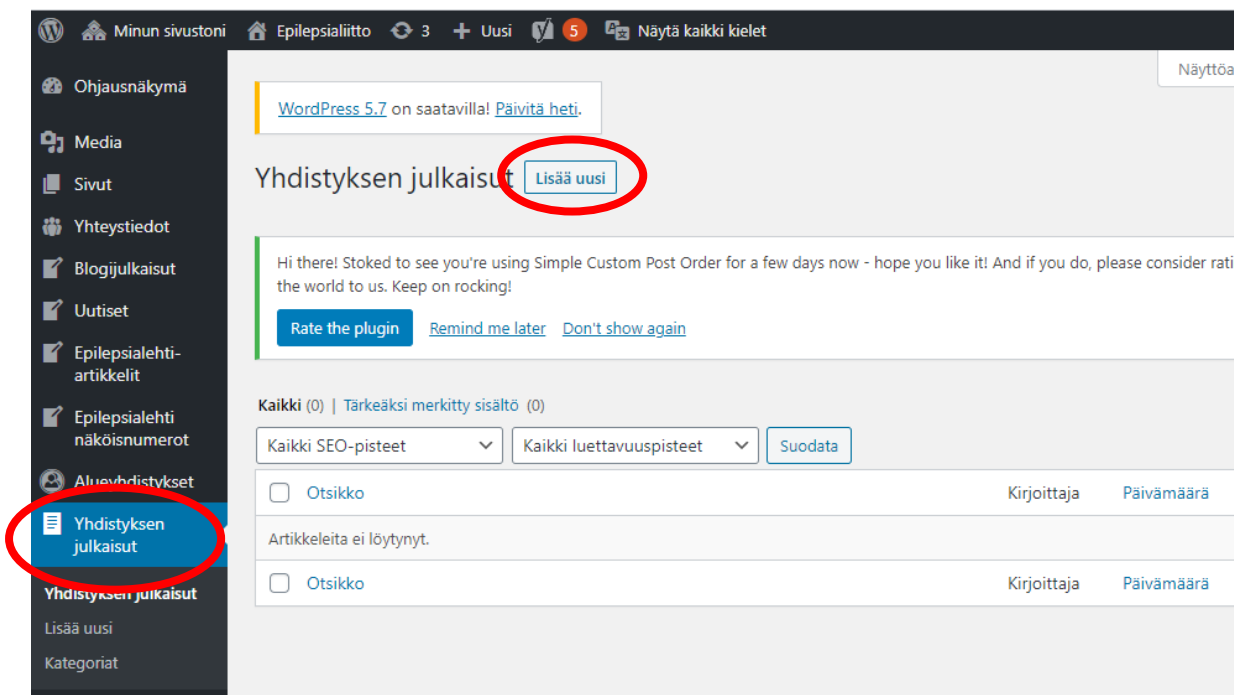 Minun sivustoni Epilepsialiitto 3 + Uusi 5 Näytä kaikki kielet
Ohjausnäkymä
Media
Sivut
Yhteystiedot
Blogijulkaisut
Uutiset
Epilepsialehti-
artikkelit
Epilepsialehti
näköisnumerot
Alueyhdistykset
Yhdistyksen
julkaisut
Yhdistyksen julkaisut
Lisää uusi
Kategoriat
Näyttöa
WordPress 5.7 on saatavilla! Päivitä heti.
Yhdistyksen julkaisut Lisää uusi
Hi there! Stoked to see you're using Simple Custom Post Order for a few days now - hope you like it! And if you do, please consider rati
the world to us. Keep on rocking!
Rate the plugin Remind me later Don't show again
Kaikki (0) | Tärkeäksi merkitty sisältö (0)
Kaikki SEO-pisteet Kaikki luettavuuspisteet Suodata
Otsikko Kirjoittaja Päivämäärä
Artikkeleita ei löytynyt.
Otsikko Kirjoittaja Päivämäärä